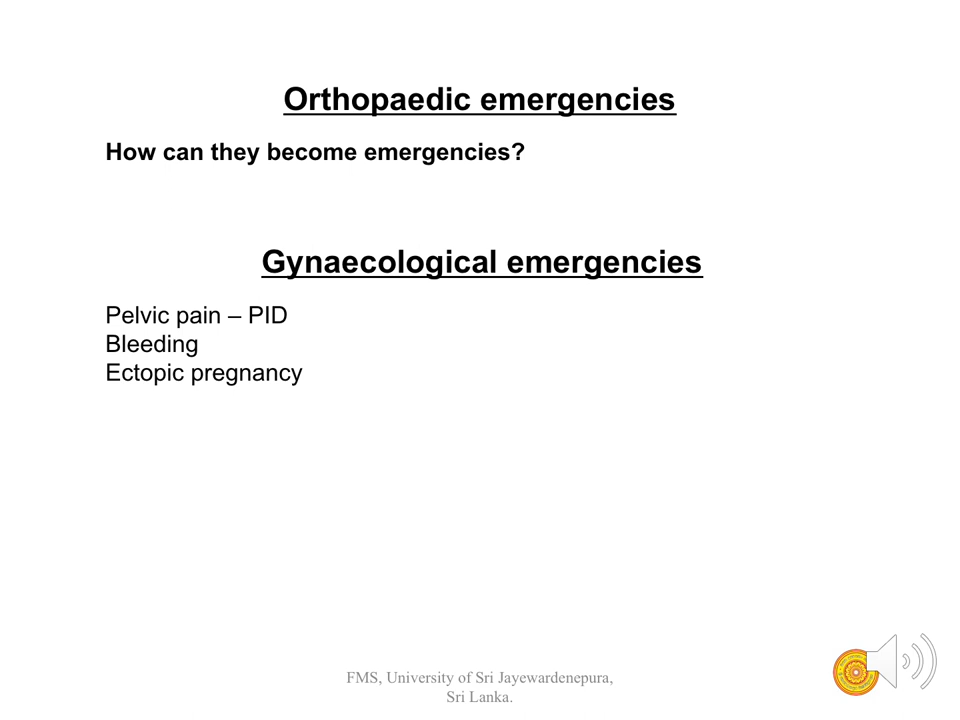 Orthopaedic emergencies
How can they become emergencies?
Gynaecological emergencies
Pelvic pain – PID
Bleeding
Ectopic pregnancy
FMS, University of Sri Jayewardenepura,
Sri Lanka.